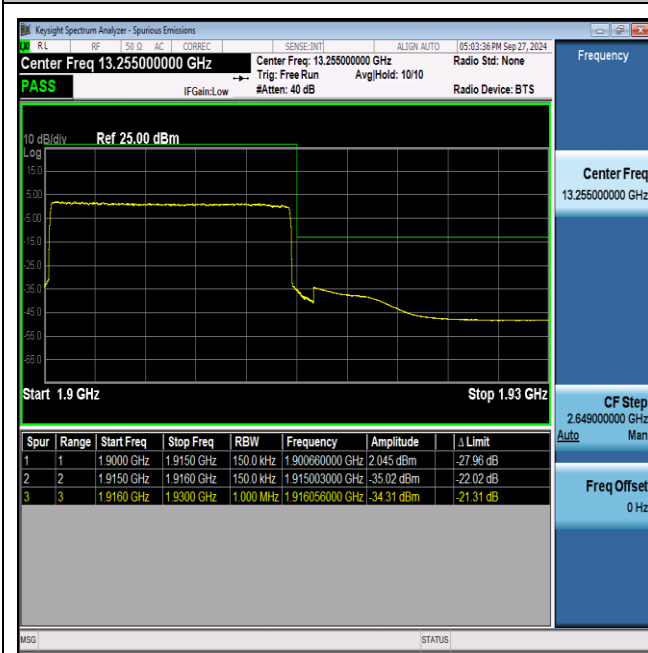 Keysight Spectrum Analyzer - Spurious Emissions
RL RF 50 Ω AC CORREC SENSE:INT ALIGN AUTO 05:03:36 PM Sep 27, 2024
Center Freq 13.255000000 GHz
Center Freq: 13.255000000 GHz Radio Std: None
Trig: Free Run Avg|Hold: 10/10
PASS IFGain:Low #Atten: 40 dB Radio Device: BTS
10 dB/div Ref 25.00 dBm
Log
15.0
5.00
-5.00
-15.0
-25.0
-35.0
-45.0
-55.0
-65.0
Start 1.9 GHz Stop 1.93 GHz
Spur Range Start Freq Stop Freq RBW Frequency Amplitude Δ Limit
1 1 1.9000 GHz 1.9150 GHz 150.0 kHz 1.900660000 GHz 2.045 dBm -27.96 dB
2 2 1.9150 GHz 1.9160 GHz 150.0 kHz 1.915003000 GHz -35.02 dBm -22.02 dB
3 3 1.9160 GHz 1.9300 GHz 1.000 MHz 1.916056000 GHz -34.31 dBm -21.31 dB
MSG STATUS
Frequency
Center Freq
13.255000000 GHz
CF Step
2.649000000 GHz
Auto Man
Freq Offset
0 Hz